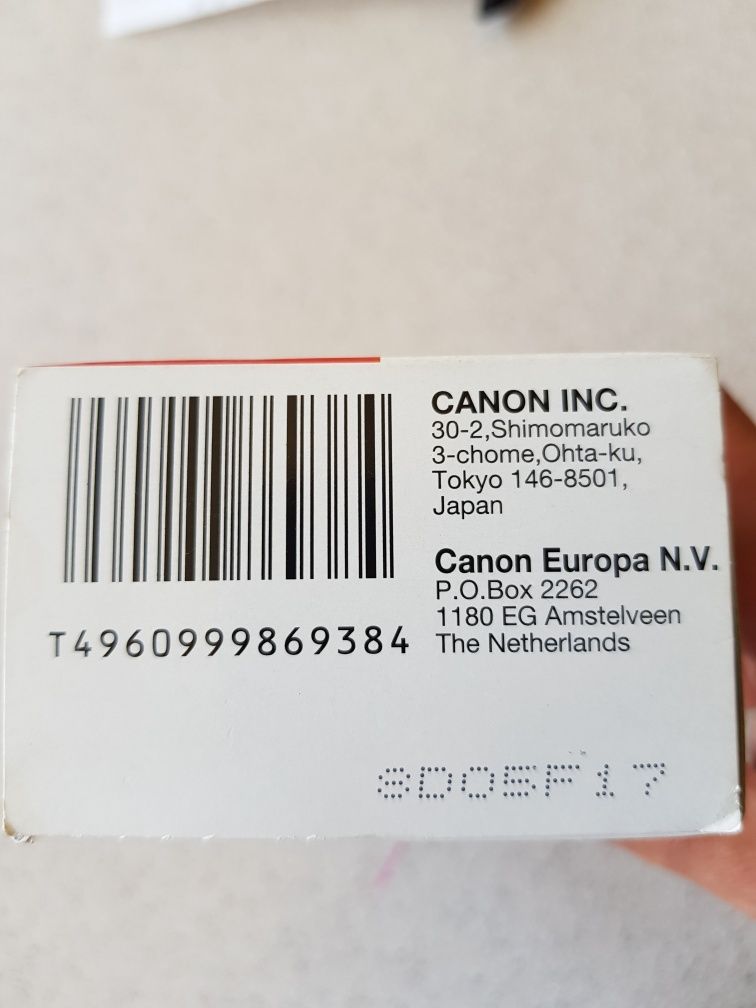 CANON INC.
30-2,Shimomaruko
3-chome,Ohta-ku,
Tokyo 146-8501,
Japan
Canon Europa N.V.
P.O.Box 2262
1180 EG Amstelveen
The Netherlands
T4960999869384
8D05F17